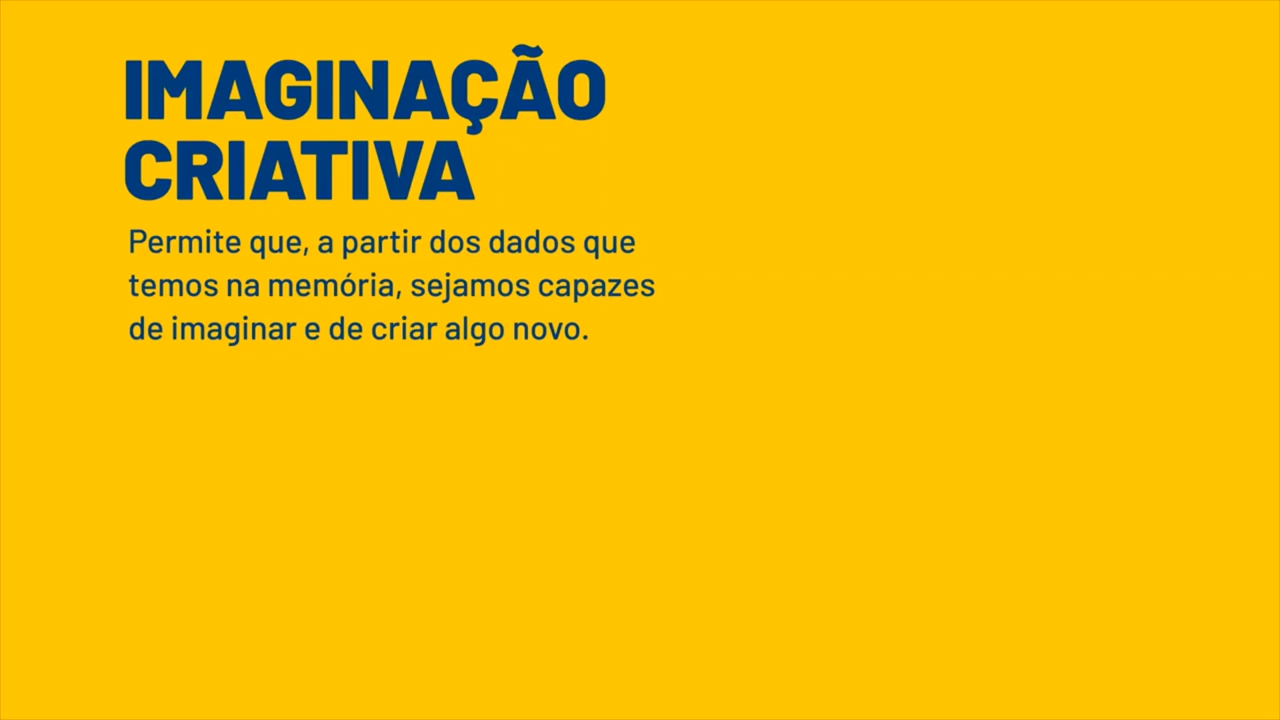 IMAGINAÇÃO
CRIATIVA
Permite que, a partir dos dados que
temos na memória, sejamos capazes
de imaginar e de criar algo novo.